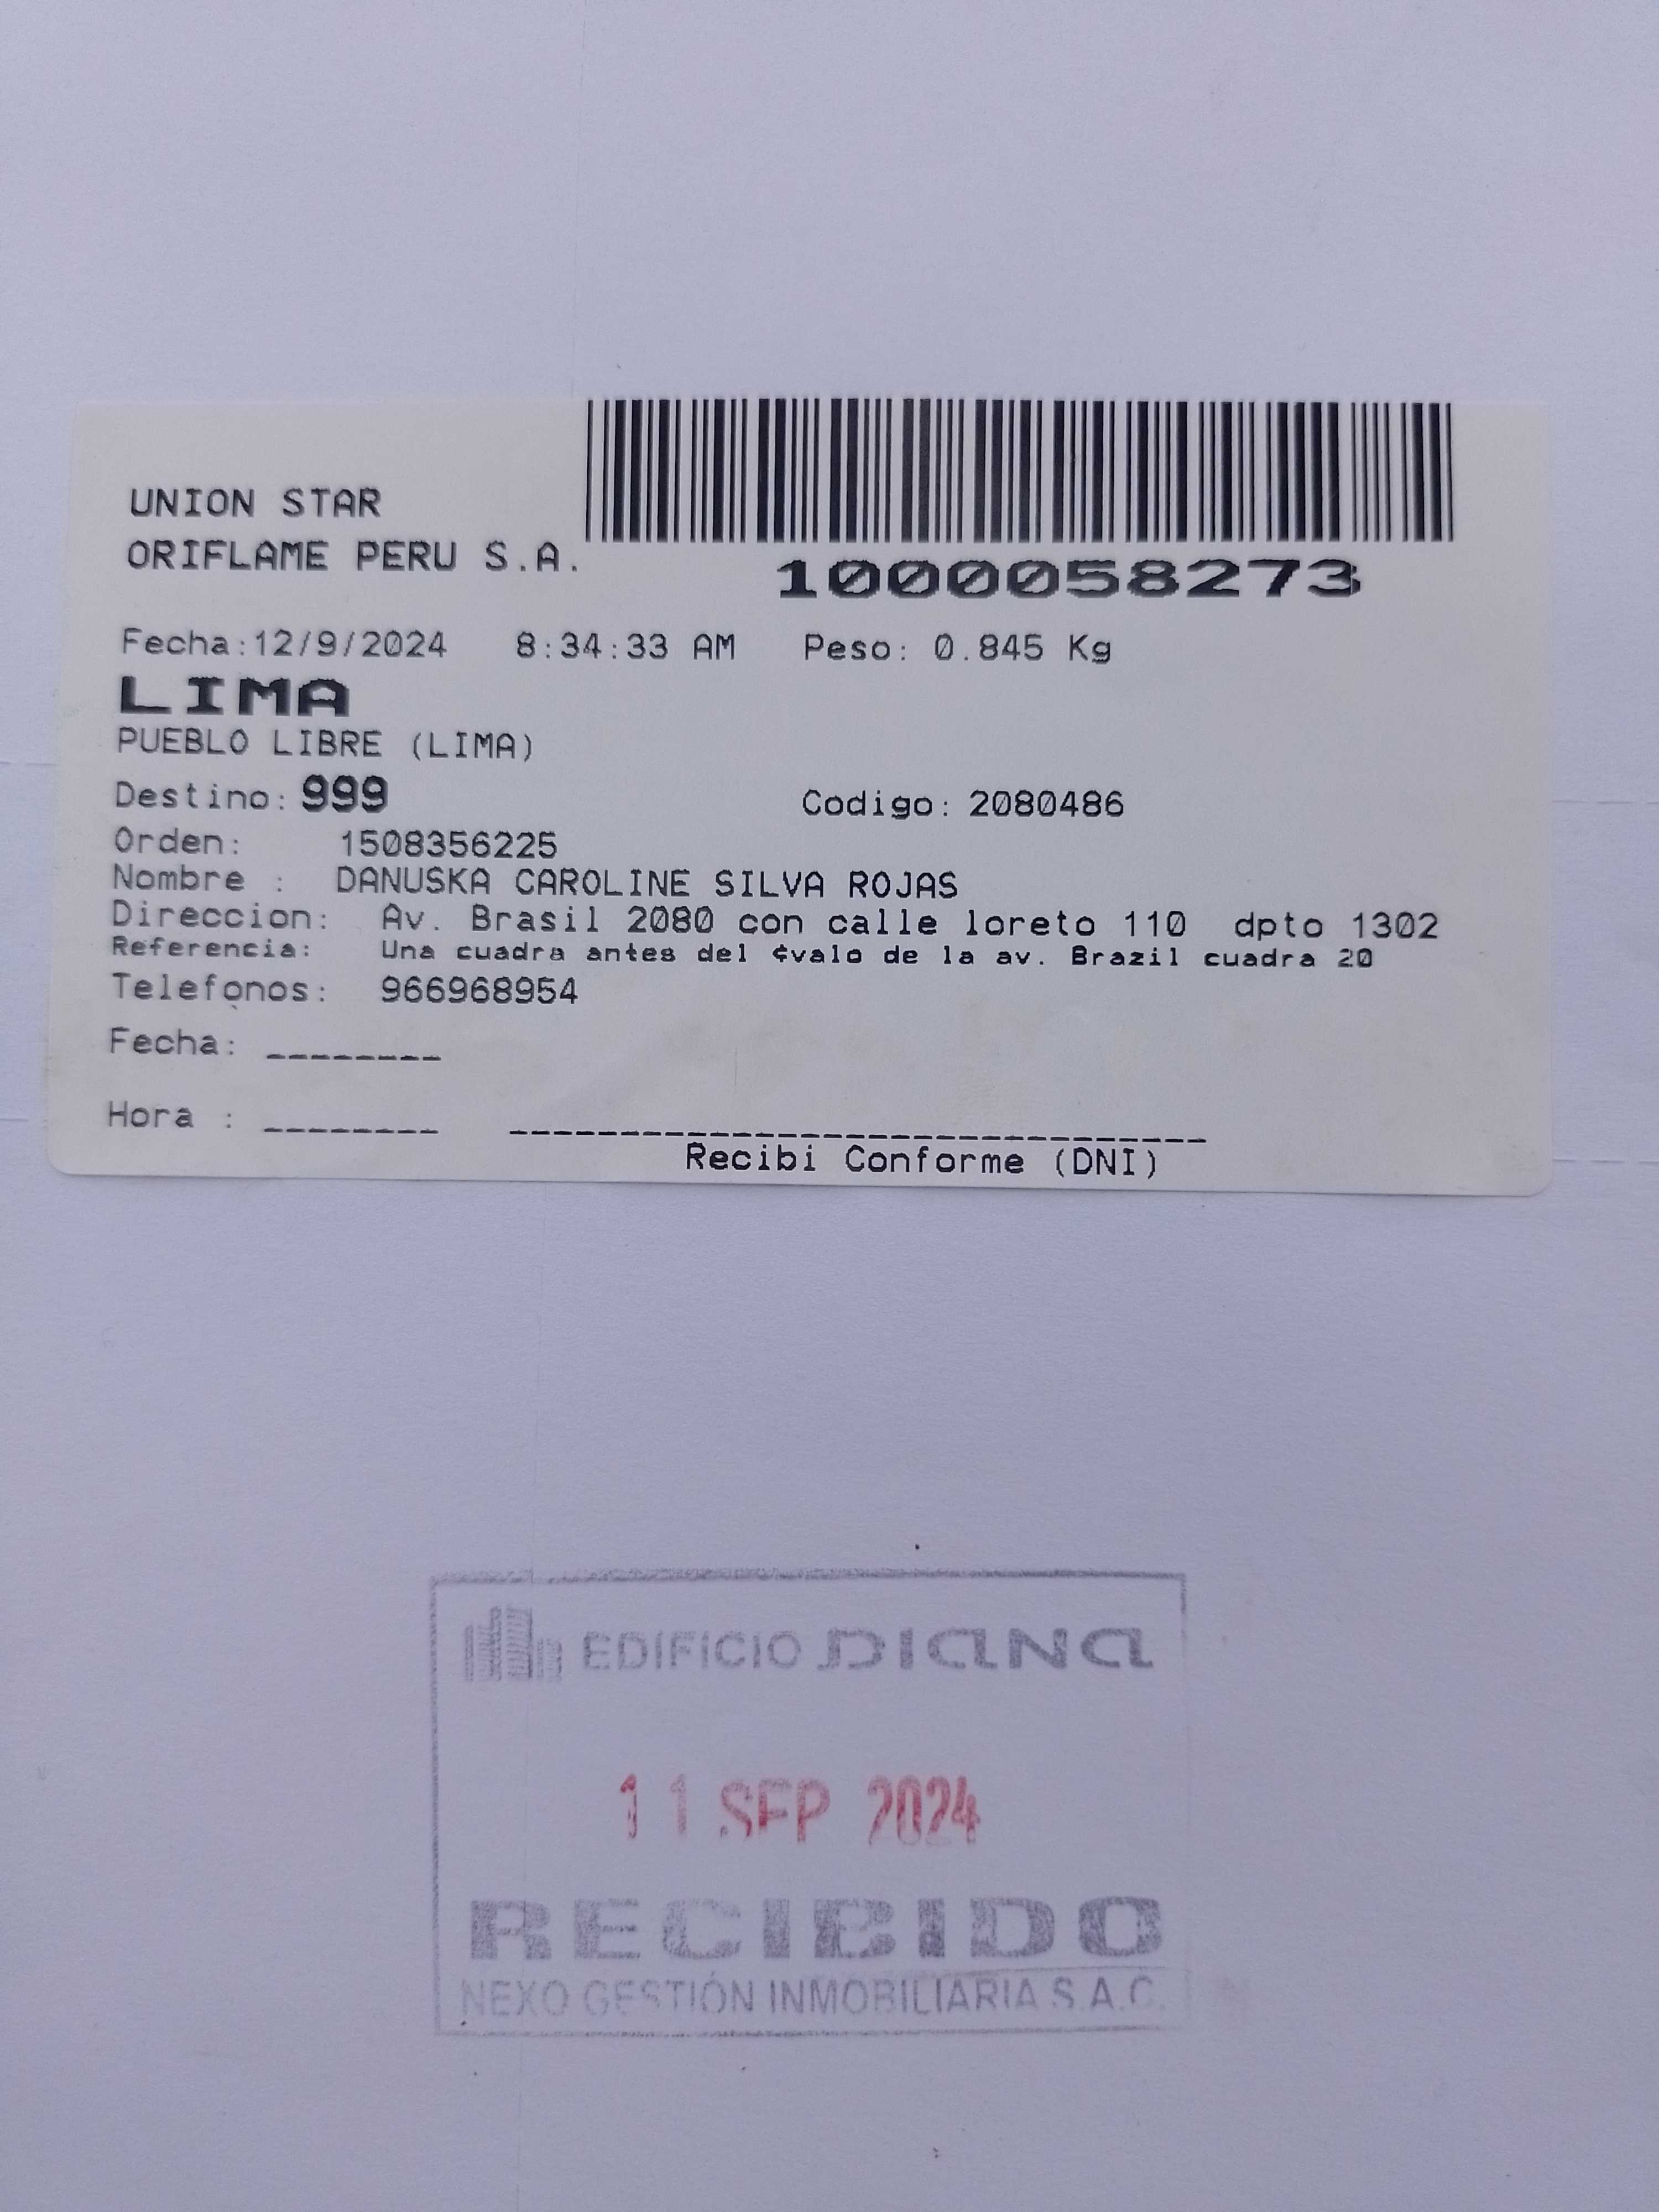 UNION STAR
ORIFLAME PERU S.A.
1000058273
Fecha:12/9/2024 8:34:33 AM Peso: 0.845 Kg
LIMA
PUEBLO LIBRE (LIMA)
Destino: 999 Codigo: 2080486
Orden: 1508356225
Nombre : DANUSKA CAROLINE SILVA ROJAS
Direccion: Av. Brasil 2080 con calle loreto 110 dpto 1302
Referencia: Una cuadra antes del ¢valo de la av. Brazil cuadra 20
Telefonos: 966968954
Fecha: ________
Hora : ________
Recibi Conforme (DNI)
EDIFICIO DIANA
11 SEP 2024
RECIBIDO
NEXO GESTIÓN INMOBILIARIA S.A.C.